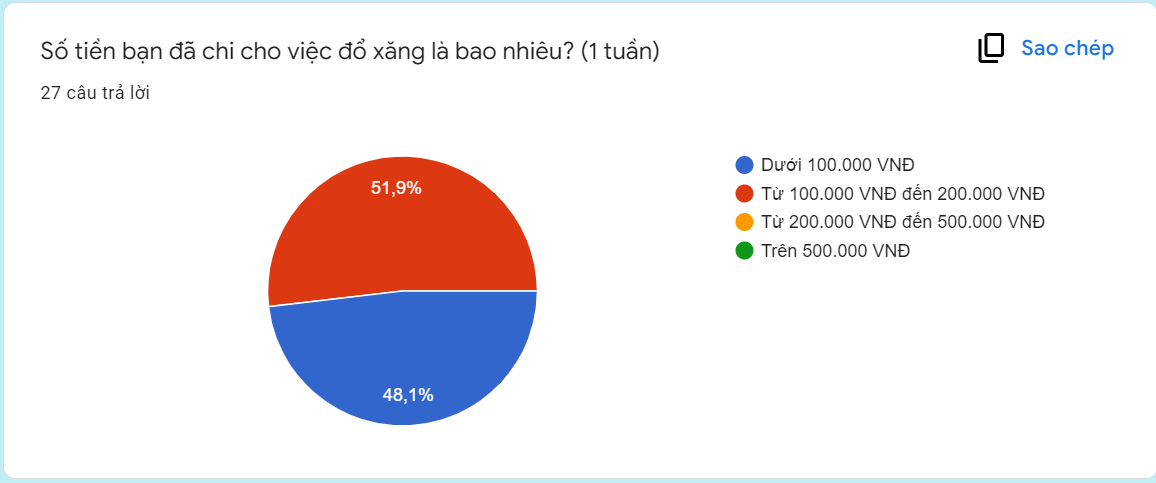 Số tiền bạn đã chi cho việc đổ xăng là bao nhiêu? (1 tuần)
Sao chép
27 câu trả lời
51,9%
48,1%
Dưới 100.000 VNĐ
Từ 100.000 VNĐ đến 200.000 VNĐ
Từ 200.000 VNĐ đến 500.000 VNĐ
Trên 500.000 VNĐ